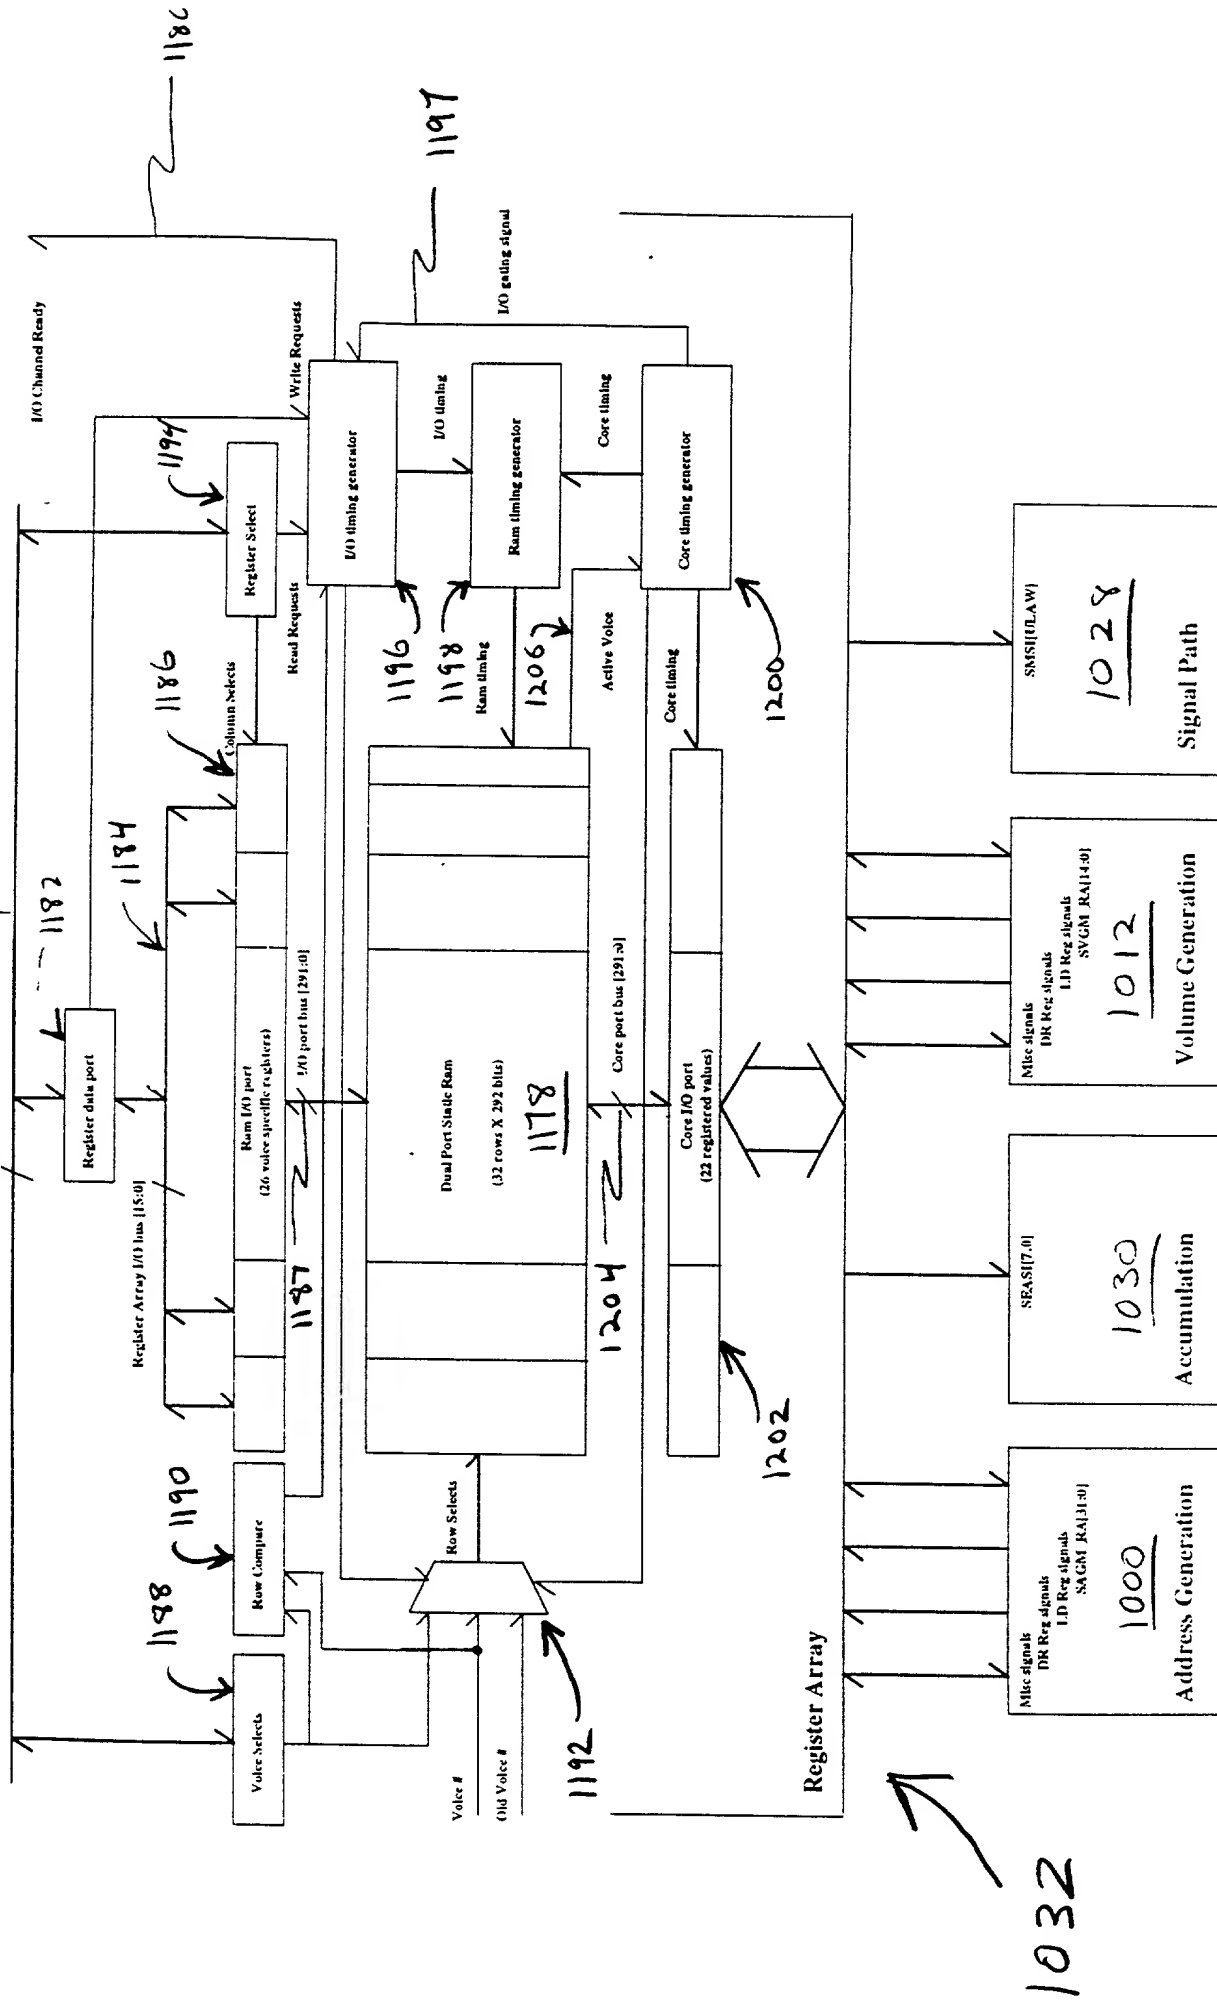 I/O Channel Ready
1180
1182
1184
1186
1194
1197
Register data port
Register Array I/O bus [15:0]
Register Select
Write Requests
Read Requests
Column Selects
I/O gating signal
1188
1190
Voice Selects
Row Compare
Ram I/O port
(26 voice specific registers)
I/O port bus [291:0]
1187
I/O timing generator
1196
I/O timing
Ram timing generator
1198
Ram timing
Core timing
Core timing generator
1200
1206
Active Voice
Core timing
Voice #
Old Voice #
1192
Row Selects
Dual Port Static Ram
(32 rows X 292 bits)
1178
Core port bus [291:0]
1204
Core I/O port
(22 registered values)
1202
Register Array
1032
Misc signals
DR Reg signals
LD Reg signals
SAGM_RA[31:0]
1000
Address Generation
SEASI[7:0]
1030
Accumulation
Misc signals
DR Reg signals
LD Reg signals
SVGM_RA[14:0]
1012
Volume Generation
SMSI[ULAW]
1028
Signal Path